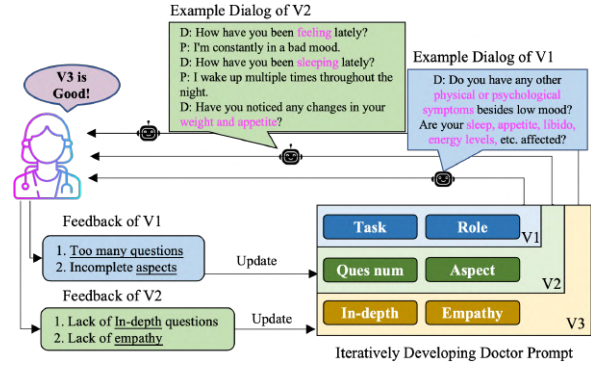 Example Dialog of V2
D: How have you been feeling lately?
P: I'm constantly in a bad mood.
D: How have you been sleeping lately?
P: I wake up multiple times throughout the
night.
D: Have you noticed any changes in your
weight and appetite?
Example Dialog of V1
D: Do you have any other
physical or psychological
symptoms besides low mood?
Are your sleep, appetite, libido,
energy levels, etc. affected?
V3 is
Good!
Feedback of V1
1. Too many questions
2. Incomplete aspects
Update
Feedback of V2
1. Lack of In-depth questions
2. Lack of empathy
Update
Task
Role
V1
Ques num
Aspect
V2
In-depth
Empathy
V3
Iteratively Developing Doctor Prompt